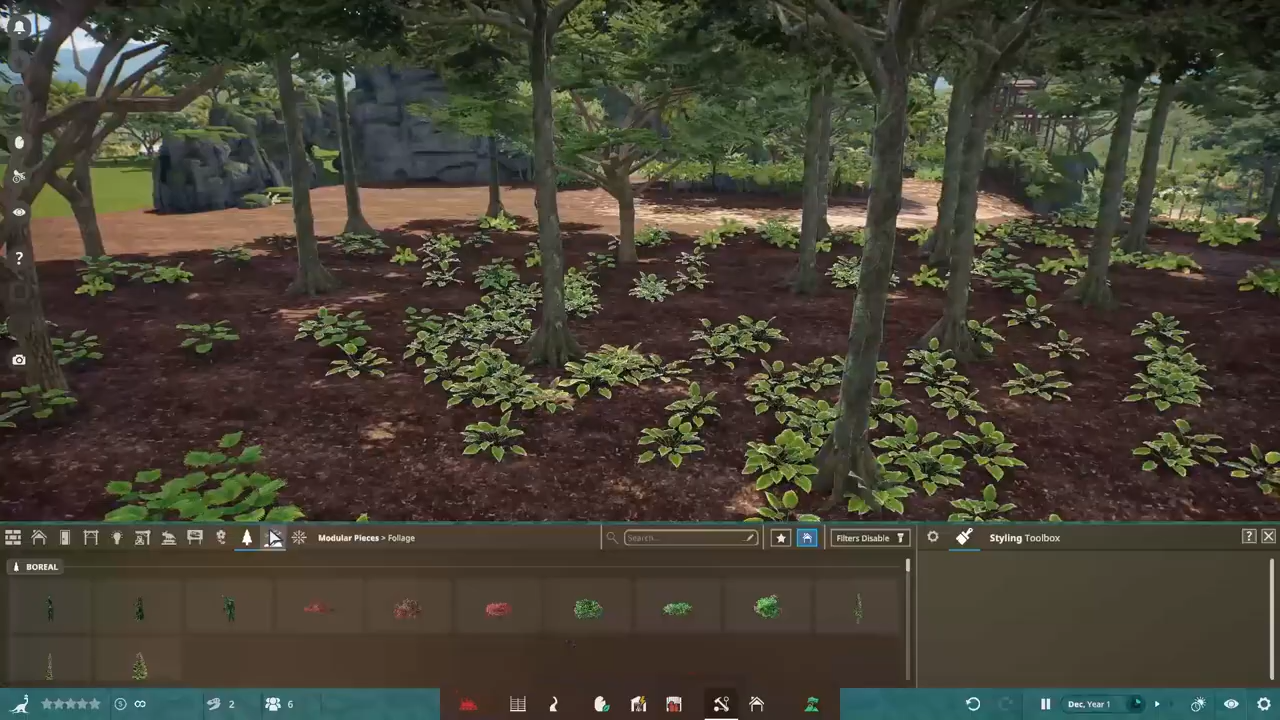 ?
Modular Pieces > Foliage
Search...
Filters Disable
Styling Toolbox
?
BOREAL
2
6
Dec, Year 1